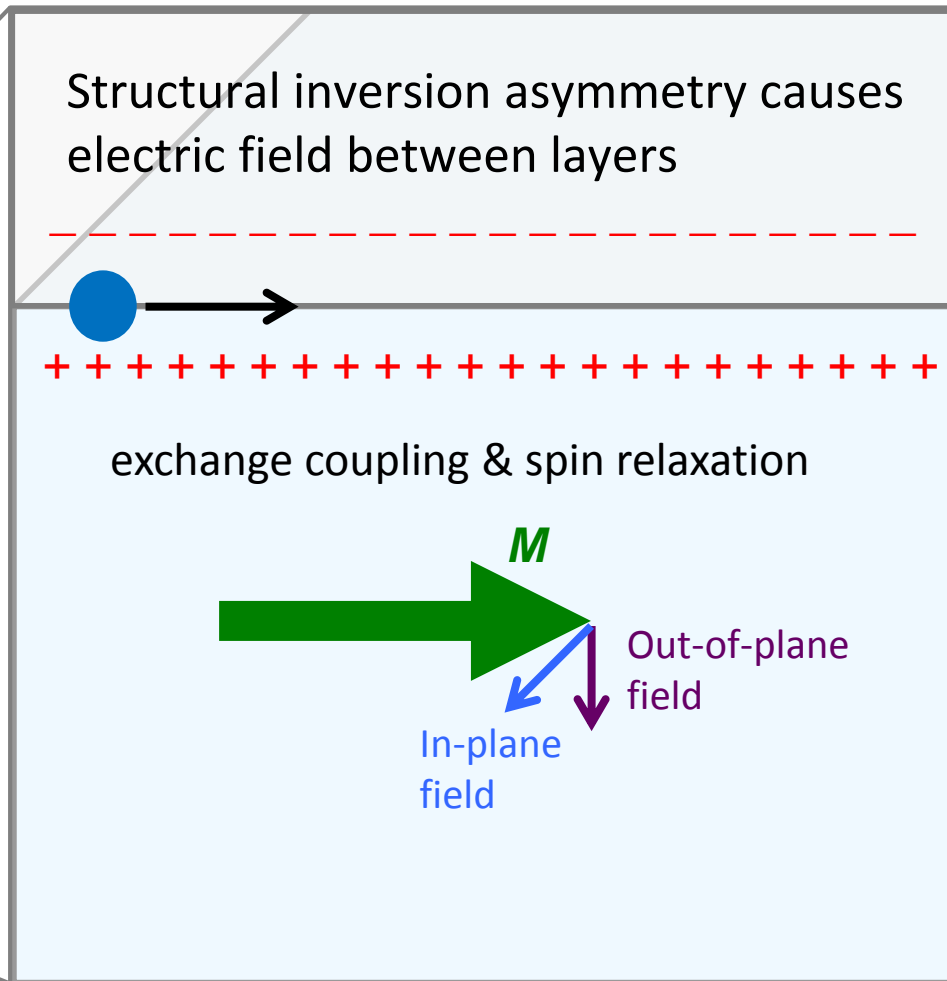 Structural inversion asymmetry causes
electric field between layers
_ _ _ _ _ _ _ _ _ _ _ _ _ _ _ _ _ _ _ _ _ _
+ + + + + + + + + + + + + + + + + + + + + +
exchange coupling & spin relaxation
M
Out-of-plane
field
In-plane
field